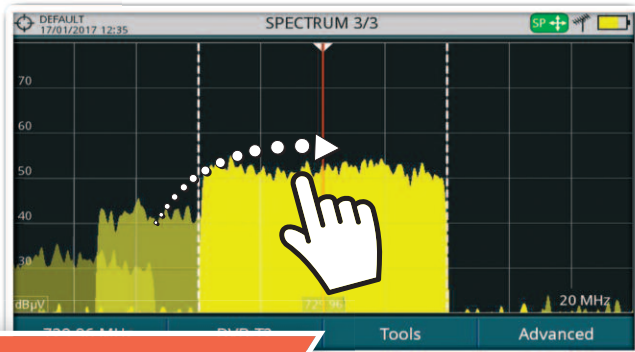 DEFAULT
17/01/2017 12:35
SPECTRUM 3/3
SP
70
60
50
40
30
dBµV
20 MHz
Tools
Advanced